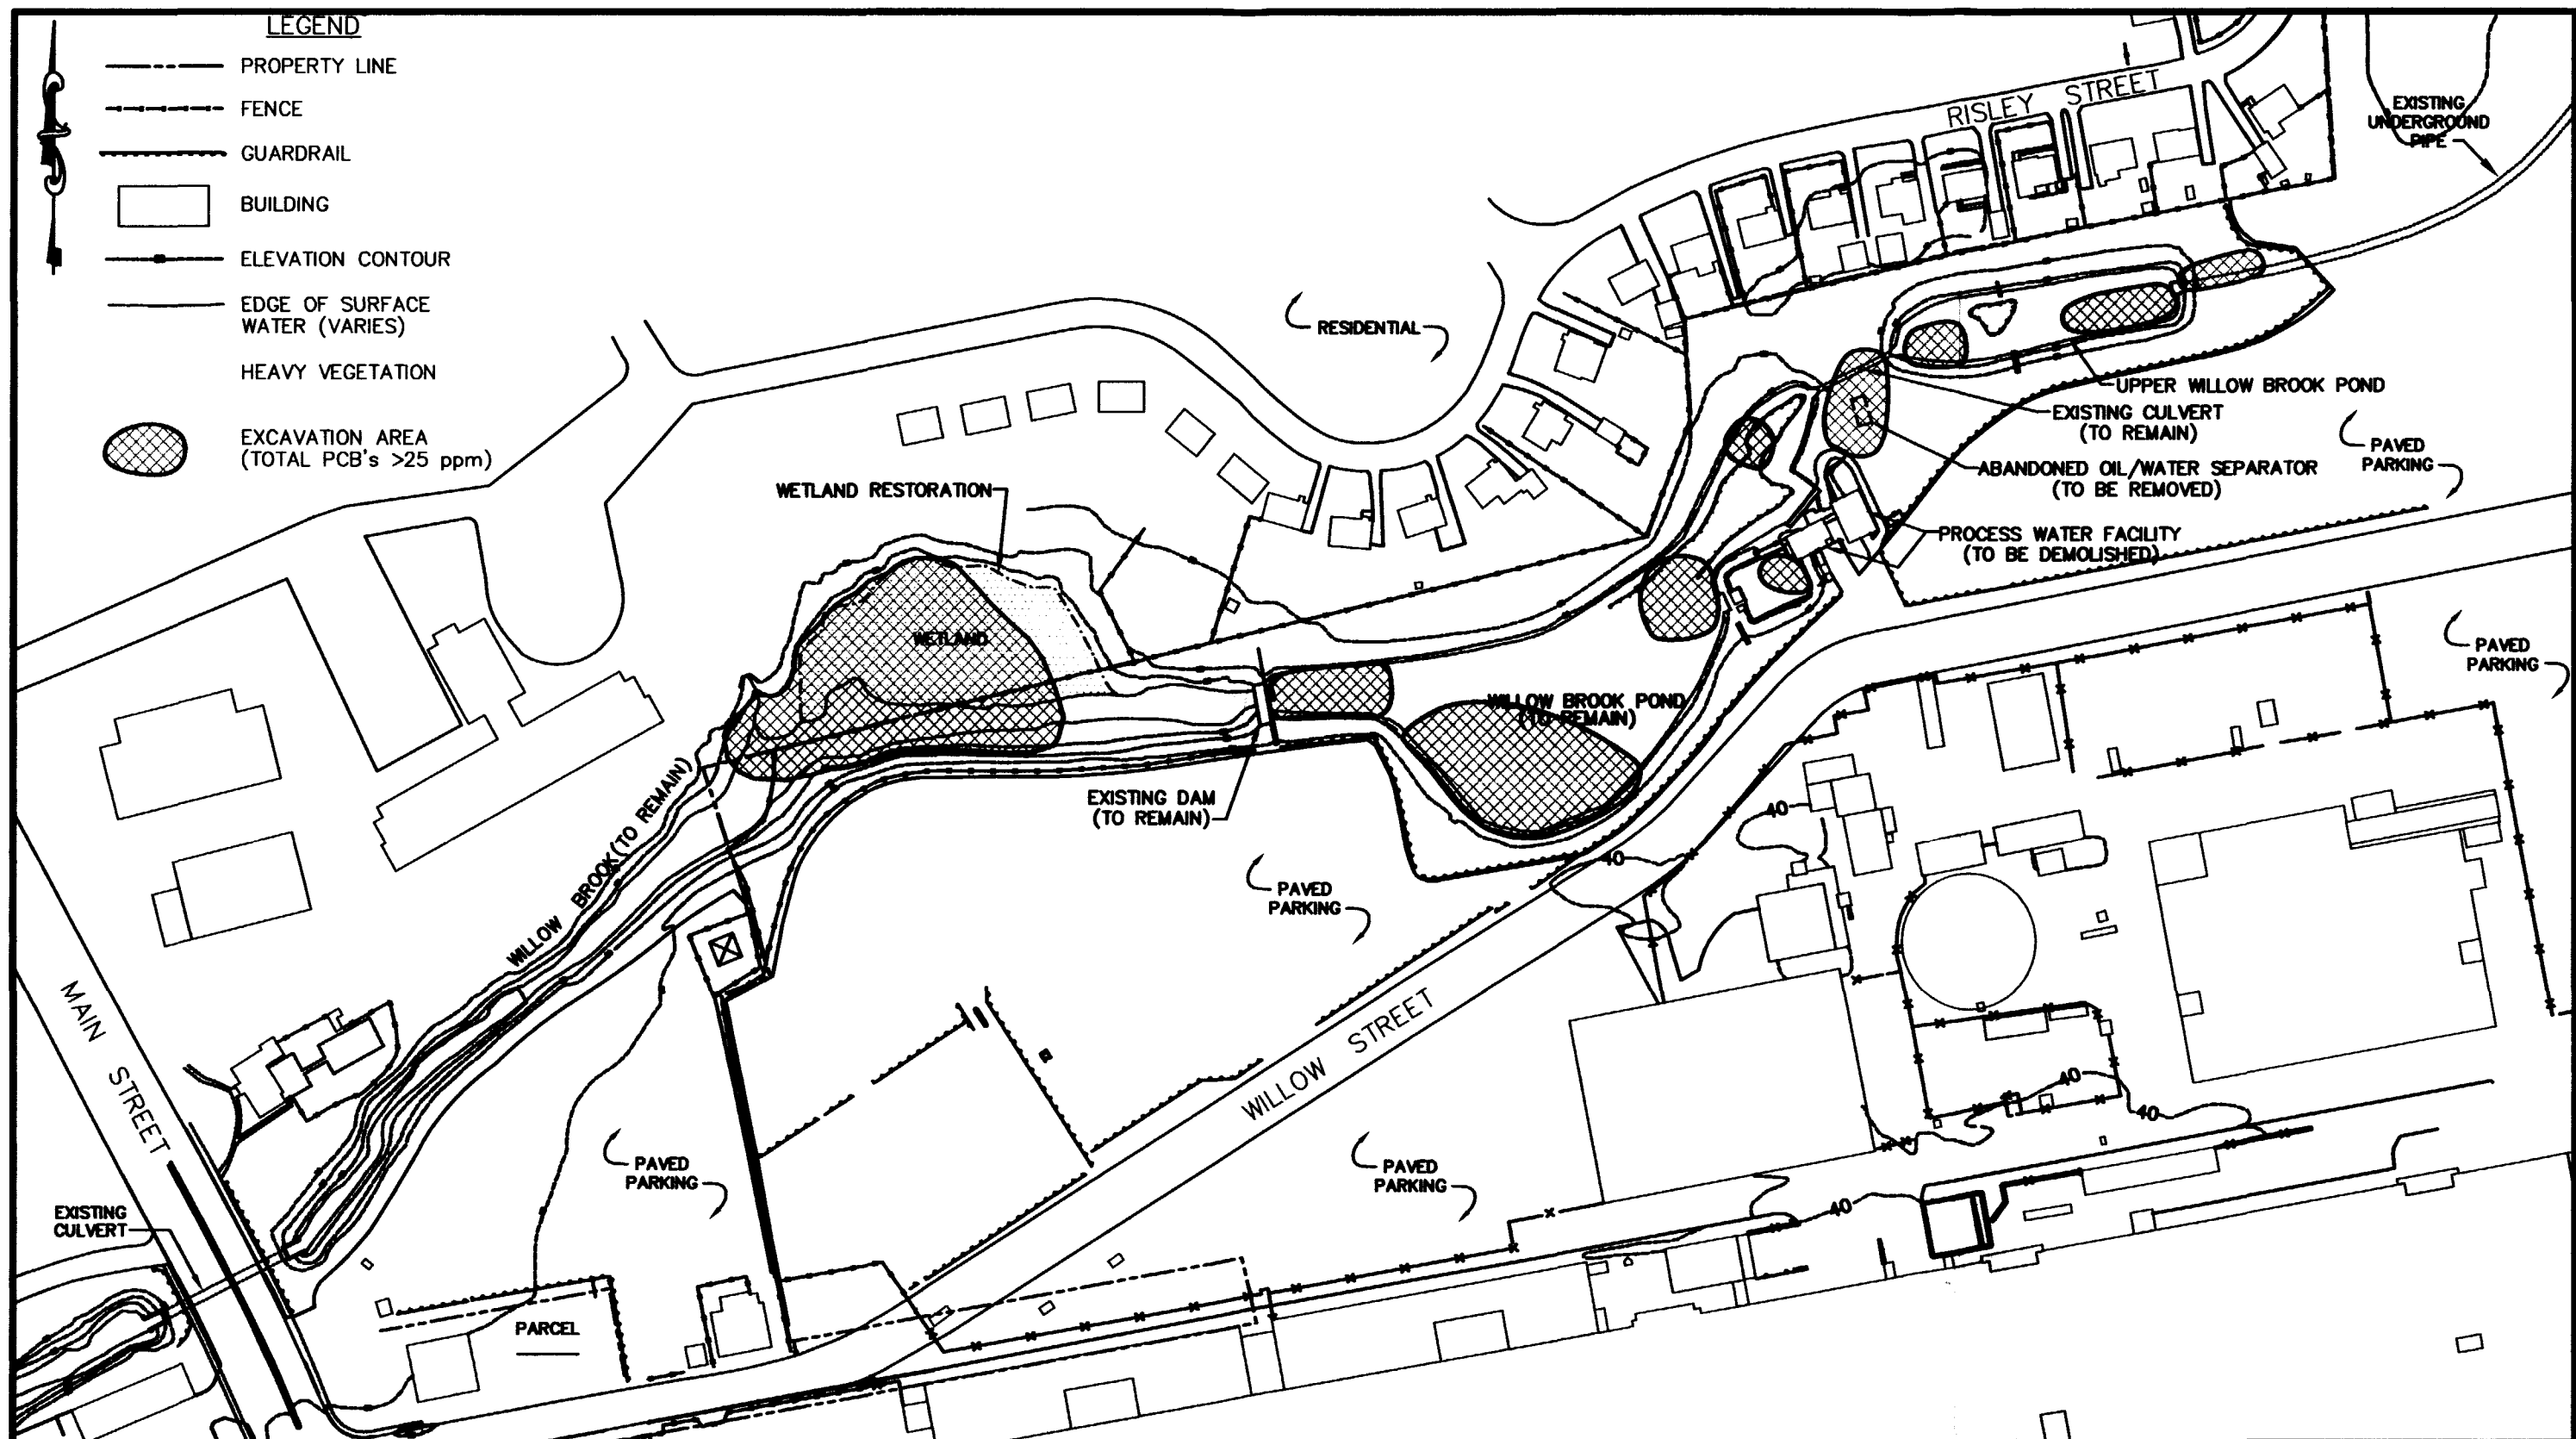 LEGEND
PROPERTY LINE
FENCE
GUARDRAIL
BUILDING
ELEVATION CONTOUR
EDGE OF SURFACE
WATER (VARIES)
HEAVY VEGETATION
EXCAVATION AREA
(TOTAL PCB's >25 ppm)
RISLEY STREET
EXISTING
UNDERGROUND
PIPE
RESIDENTIAL
UPPER WILLOW BROOK POND
EXISTING CULVERT
(TO REMAIN)
PAVED
PARKING
ABANDONED OIL/WATER SEPARATOR
(TO BE REMOVED)
WETLAND RESTORATION
PROCESS WATER FACILITY
(TO BE DEMOLISHED)
WETLAND
PAVED
PARKING
WILLOW BROOK POND
(TO REMAIN)
EXISTING DAM
(TO REMAIN)
WILLOW BROOK(TO REMAIN)
40
40
PAVED
PARKING
MAIN STREET
WILLOW STREET
40
40
PAVED
PARKING
PAVED
PARKING
40
EXISTING
CULVERT
PARCEL